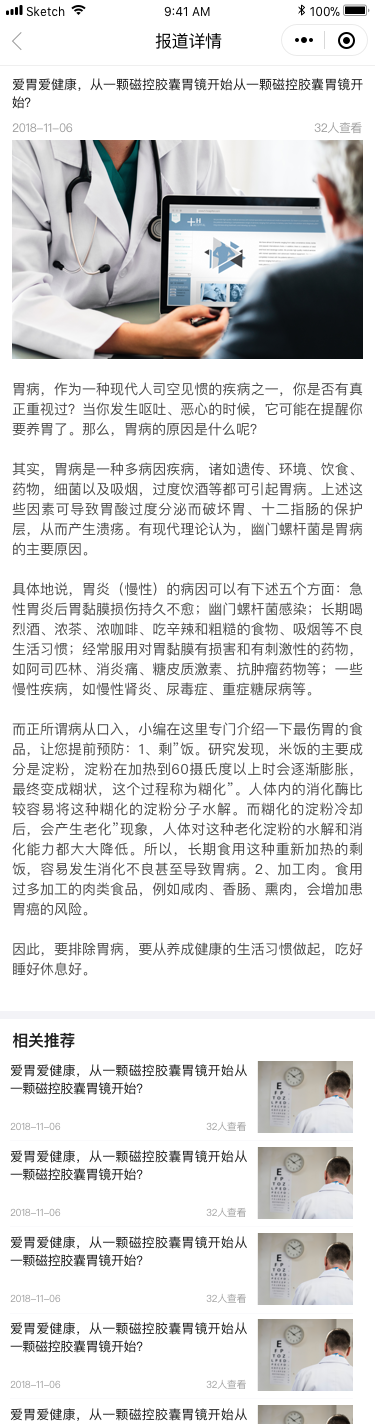 Sketch
9:41 AM
100%
报道详情
爱胃爱健康，从一颗磁控胶囊胃镜开始从一颗磁控胶囊胃镜开
始？
2018-11-06
32人查看
胃病，作为一种现代人司空见惯的疾病之一，你是否有真
正重视过？当你发生呕吐、恶心的时候，它可能在提醒你
要养胃了。那么，胃病的原因是什么呢？
其实，胃病是一种多病因疾病，诸如遗传、环境、饮食、
药物，细菌以及吸烟，过度饮酒等都可引起胃病。上述这
些因素可导致胃酸过度分泌而破坏胃、十二指肠的保护
层，从而产生溃疡。有现代理论认为，幽门螺杆菌是胃病
的主要原因。
具体地说，胃炎（慢性）的病因可以有下述五个方面：急
性胃炎后胃黏膜损伤持久不愈；幽门螺杆菌感染；长期喝
烈酒、浓茶、浓咖啡、吃辛辣和粗糙的食物、吸烟等不良
生活习惯；经常服用对胃黏膜有损害和有刺激性的药物，
如阿司匹林、消炎痛、糖皮质激素、抗肿瘤药物等；一些
慢性疾病，如慢性肾炎、尿毒症、重症糖尿病等。
而正所谓病从口入，小编在这里专门介绍一下最伤胃的食
品，让您提前预防：1、剩”饭。研究发现，米饭的主要成
分是淀粉，淀粉在加热到60摄氏度以上时会逐渐膨胀，
最终变成糊状，这个过程称为糊化”。人体内的消化酶比
较容易将这种糊化的淀粉分子水解。而糊化的淀粉冷却
后，会产生老化”现象，人体对这种老化淀粉的水解和消
化能力都大大降低。所以，长期食用这种重新加热的剩
饭，容易发生消化不良甚至导致胃病。2、加工肉。食用
过多加工的肉类食品，例如咸肉、香肠、熏肉，会增加患
胃癌的风险。
因此，要排除胃病，要从养成健康的生活习惯做起，吃好
睡好休息好。
相关推荐
爱胃爱健康，从一颗磁控胶囊胃镜开始从
一颗磁控胶囊胃镜开始？
2018-11-06
32人查看
爱胃爱健康，从一颗磁控胶囊胃镜开始从
一颗磁控胶囊胃镜开始？
2018-11-06
32人查看
爱胃爱健康，从一颗磁控胶囊胃镜开始从
一颗磁控胶囊胃镜开始？
2018-11-06
32人查看
爱胃爱健康，从一颗磁控胶囊胃镜开始从
一颗磁控胶囊胃镜开始？
2018-11-06
32人查看
爱胃爱健康，从一颗磁控胶囊胃镜开始从